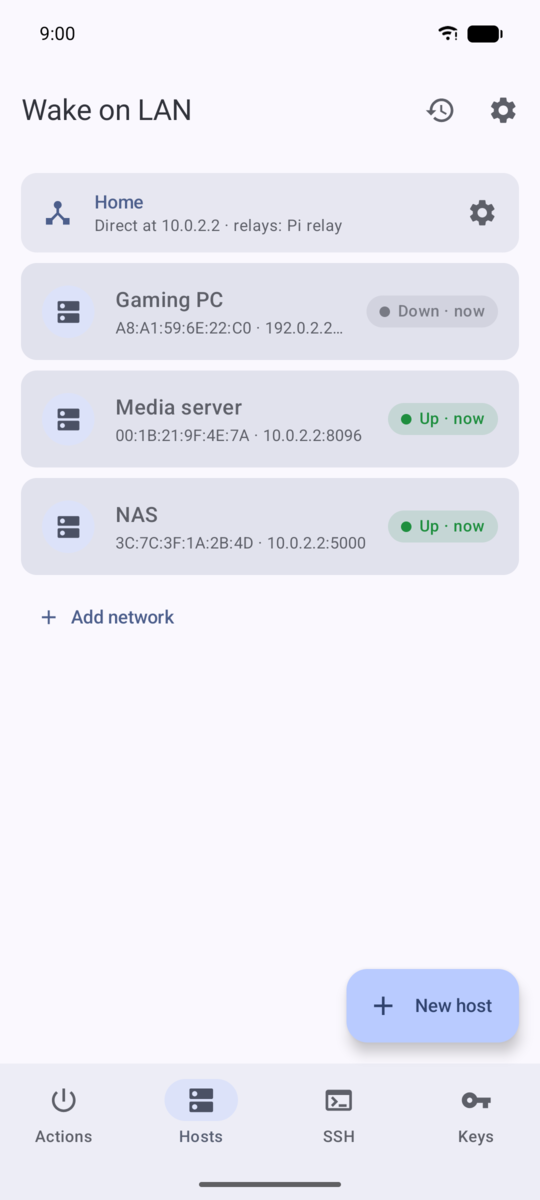 9:00
Wake on LAN
Home
Direct at 10.0.2.2 · relays: Pi relay
Gaming PC
A8:A1:59:6E:22:C0 · 192.0.2.2…
Down · now
Media server
00:1B:21:9F:4E:7A · 10.0.2.2:8096
Up · now
NAS
3C:7C:3F:1A:2B:4D · 10.0.2.2:5000
Up · now
Add network
New host
Actions
Hosts
SSH
Keys